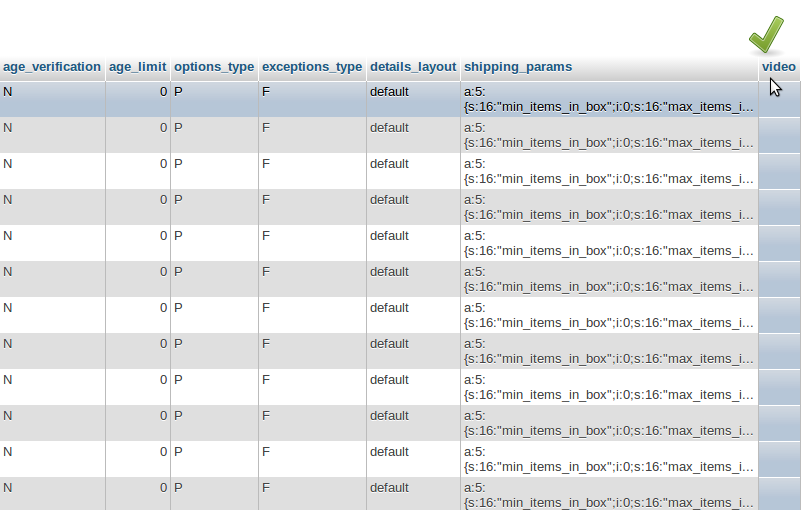 age_verification age_limit options_type exceptions_type details_layout shipping_params video
N 0 P F default a:5:
{s:16:"min_items_in_box";i:0;s:16:"max_items_i...
N 0 P F default a:5:
{s:16:"min_items_in_box";i:0;s:16:"max_items_i...
N 0 P F default a:5:
{s:16:"min_items_in_box";i:0;s:16:"max_items_i...
N 0 P F default a:5:
{s:16:"min_items_in_box";i:0;s:16:"max_items_i...
N 0 P F default a:5:
{s:16:"min_items_in_box";i:0;s:16:"max_items_i...
N 0 P F default a:5:
{s:16:"min_items_in_box";i:0;s:16:"max_items_i...
N 0 P F default a:5:
{s:16:"min_items_in_box";i:0;s:16:"max_items_i...
N 0 P F default a:5:
{s:16:"min_items_in_box";i:0;s:16:"max_items_i...
N 0 P F default a:5:
{s:16:"min_items_in_box";i:0;s:16:"max_items_i...
N 0 P F default a:5:
{s:16:"min_items_in_box";i:0;s:16:"max_items_i...
N 0 P F default a:5:
{s:16:"min_items_in_box";i:0;s:16:"max_items_i...
N 0 P F default a:5:
{s:16:"min_items_in_box";i:0;s:16:"max_items_i...